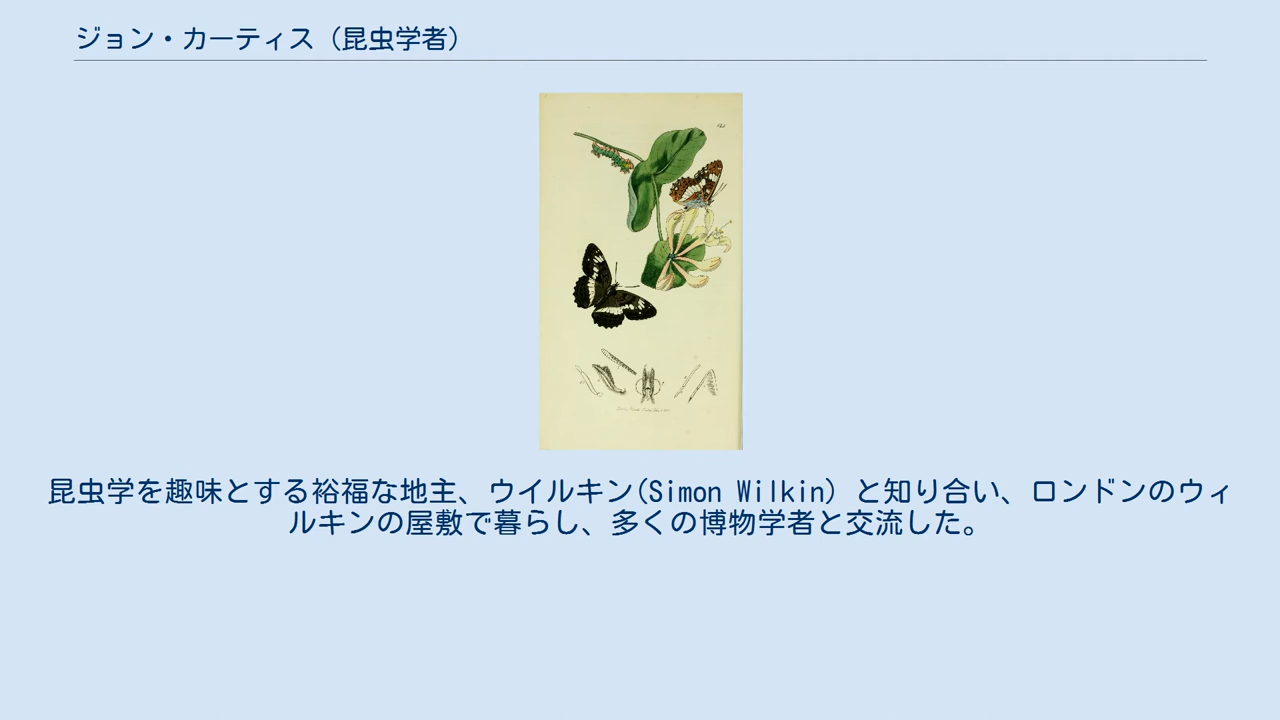 ジョン・カーティス（昆虫学者）
昆虫学を趣味とする裕福な地主、ウイルキン(Simon Wilkin) と知り合い、ロンドンのウィ
ルキンの屋敷で暮らし、多くの博物学者と交流した。